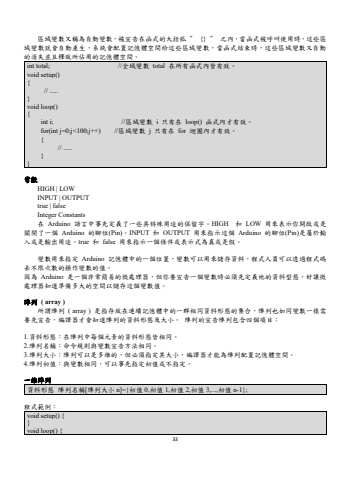 區域變數又稱為自動變數,被宣告在函式的大括弧“ {} ” 之內,當函式被呼叫使用時,這些區
域變數就會自動產生,系統會配置記憶體空間給這些區域變數,當函式結束時,這些區域變數又自動
的消失並且釋放所佔用的記憶體空間。
int total; //全域變數 total 在所有函式內皆有效。
void setup()
{
// ......
}
void loop()
{
int i; //區域變數 i 只有在 loop() 函式內才有效。
for(int j=0;j<100;j++) //區域變數 j 只有在 for 迴圈內才有效。
{
// ......
}
}
常數
HIGH | LOW
INPUT | OUTPUT
true | false
Integer Constants
在 Arduino 語言中事先定義了一些具特殊用途的保留字。HIGH 和 LOW 用來表示你開啟或是
關閉了一個 Arduino 的腳位(Pin)。INPUT 和 OUTPUT 用來指示這個 Arduino 的腳位(Pin)是屬於輸
入或是輸出用途。true 和 false 用來指示一個條件或表示式為真或是假。
變數用來指定 Arduino 記憶體中的一個位置,變數可以用來儲存資料,程式人員可以透過程式碼
去不限次數的操作變數的值。
因為 Arduino 是一個非常簡易的微處理器,但你要宣告一個變數時必須先定義他的資料型態,好讓微
處理器知道準備多大的空間以儲存這個變數值。
陣列 ( array )
所謂陣列 ( array ) 是指存放在連續記憶體中的一群相同資料形態的集合,陣列也如同變數一樣需
要先宣告,編譯器才會知道陣列的資料形態及大小。 陣列的宣告陣列包含四個項目:
1.資料形態:在陣列中每個元素的資料形態皆相同。
2.陣列名稱:命令規則與變數宣告方法相同。
3.陣列大小:陣列可以是多維的,但必須指定其大小,編譯器才能為陣列配置記憶體空間。
4.陣列初值:與變數相同,可以事先指定初值或不指定。
一維陣列
資料形態 陣列名稱[陣列大小 n]={初值 0,初值 1,初值 2,初值 3,...,初值 n-1};
程式範例:
void setup() {
}
void loop() {
33